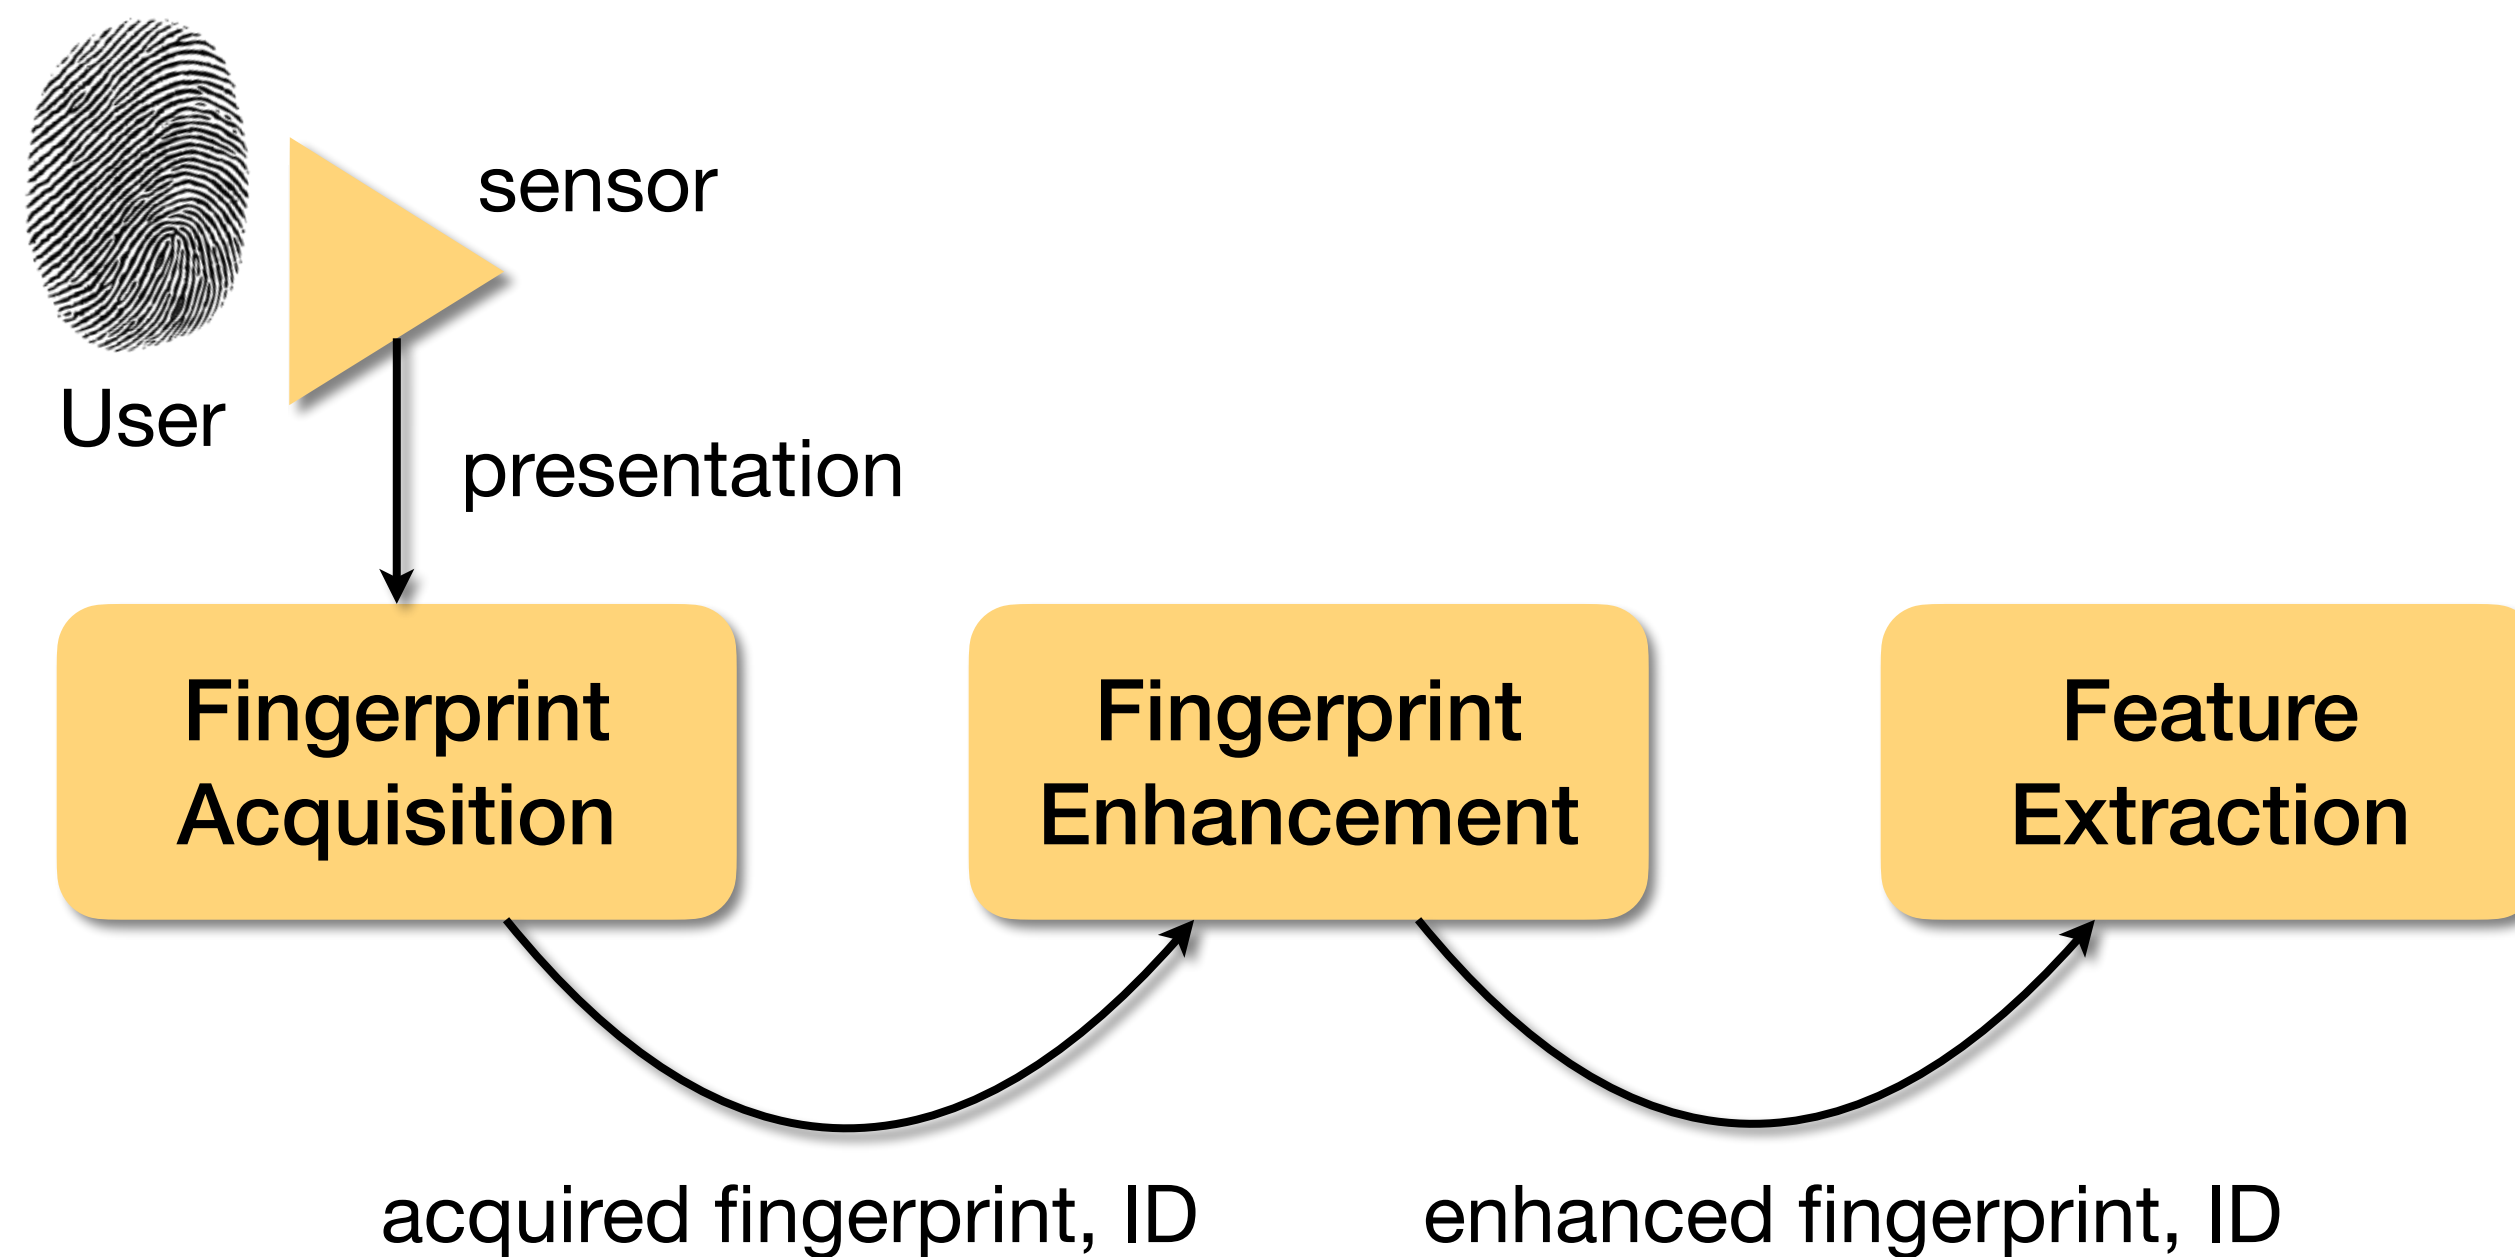 sensor
User
presentation
Fingerprint
Acquisition
Fingerprint
Enhancement
Feature
Extraction
acquired fingerprint, ID
enhanced fingerprint, ID